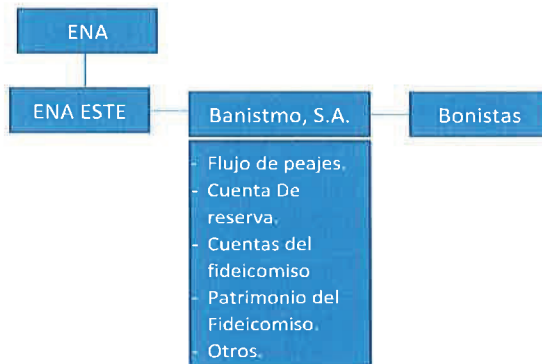 ENA
ENA ESTE
Banistmo, S.A.
Bonistas
- Flujo de peajes.
- Cuenta De
reserva.
- Cuentas del
fideicomiso
- Patrimonio del
Fideicomiso.
- Otros.